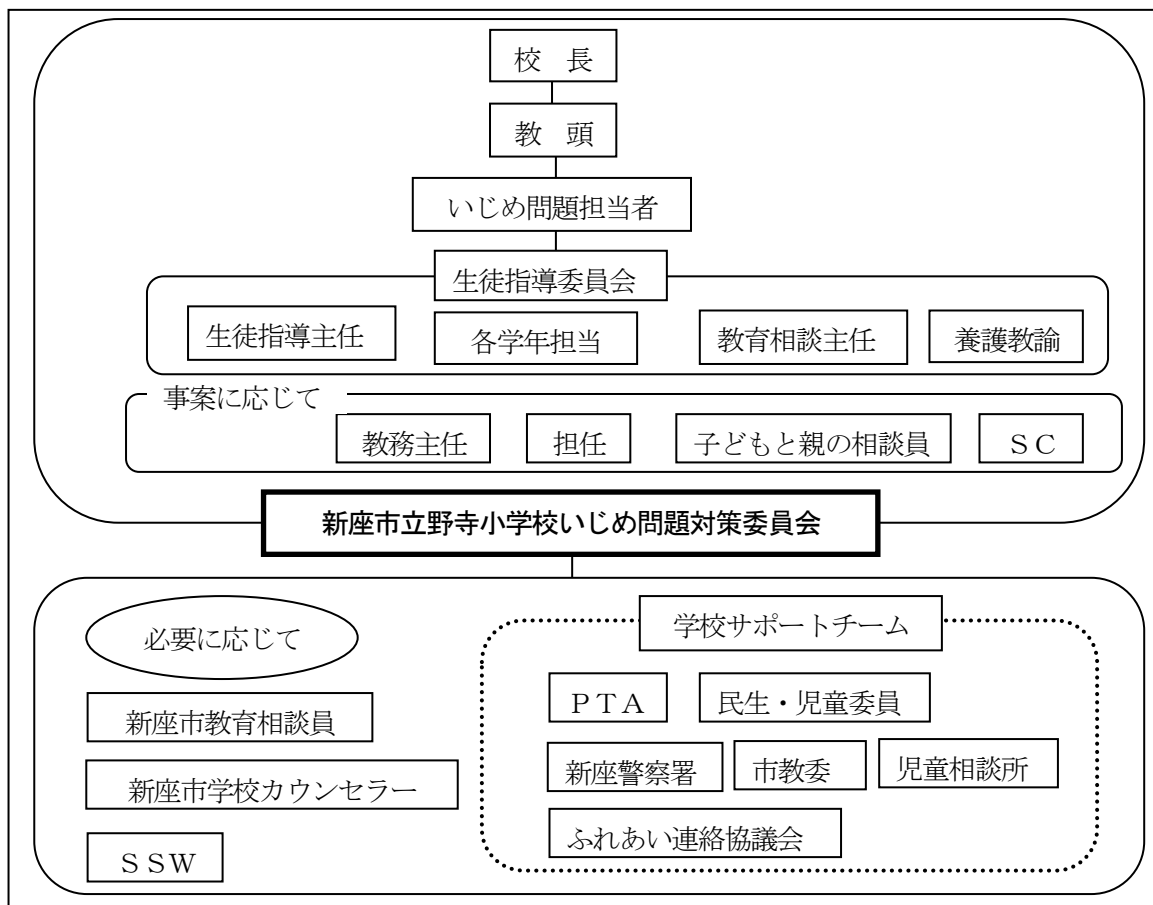 校　長
教　頭
いじめ問題担当者
生徒指導委員会
生徒指導主任
各学年担当
教育相談主任
養護教諭
事案に応じて
教務主任
担任
子どもと親の相談員
ＳＣ
新座市立野寺小学校いじめ問題対策委員会
必要に応じて
新座市教育相談員
新座市学校カウンセラー
ＳＳＷ
学校サポートチーム
ＰＴＡ
民生・児童委員
新座警察署
市教委
児童相談所
ふれあい連絡協議会